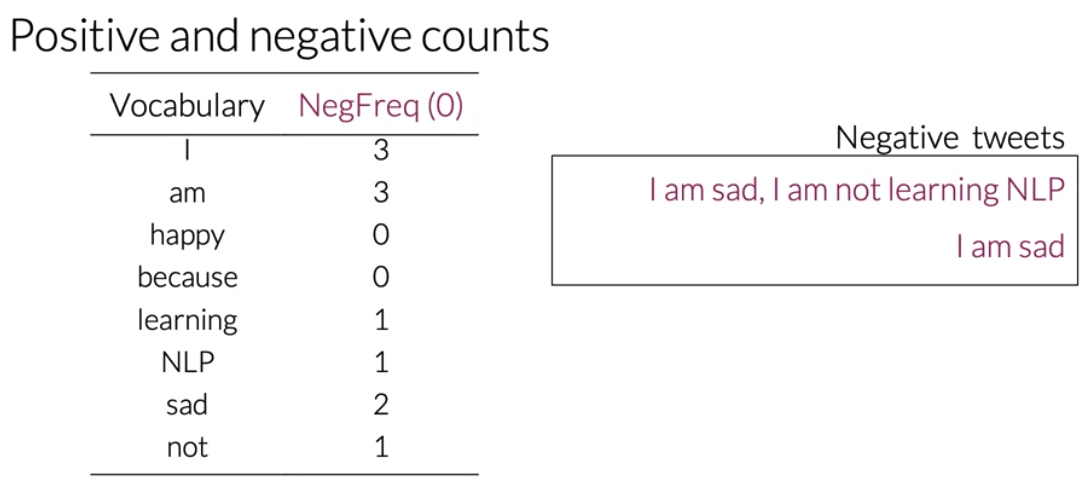 Positive and negative counts
Vocabulary NegFreq (0)
I 3
am 3
happy 0
because 0
learning 1
NLP 1
sad 2
not 1
Negative tweets
I am sad, I am not learning NLP
I am sad